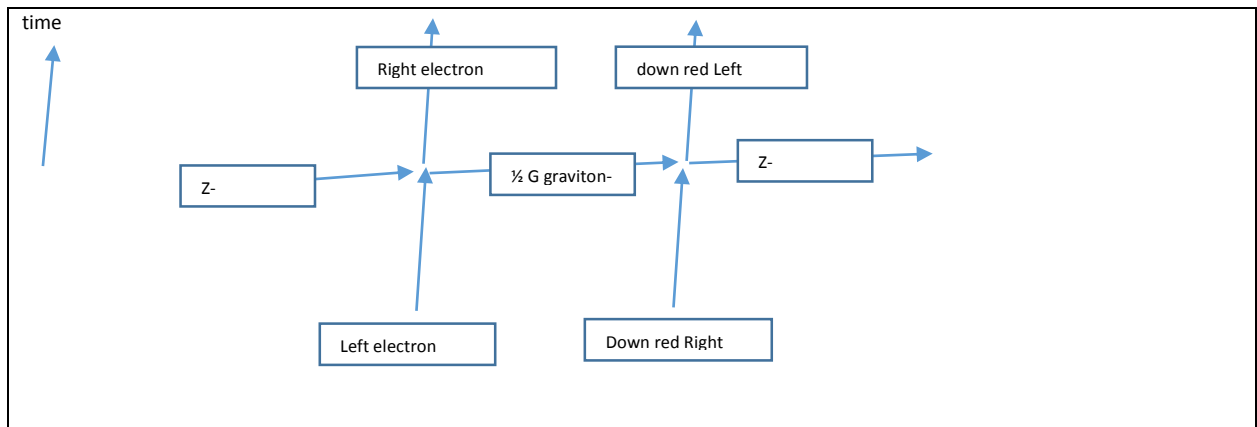 time
Right electron
down red Left
Z-
½ G graviton-
Z-
Left electron
Down red Right